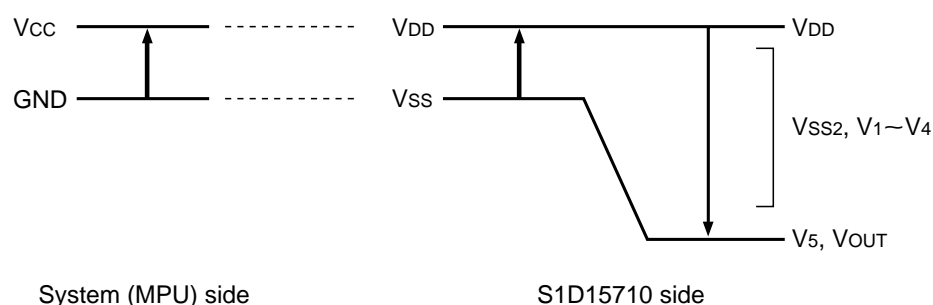 VCC
VDD
VDD
GND
VSS
VSS2, V1~V4
V5, VOUT
System (MPU) side
S1D15710 side